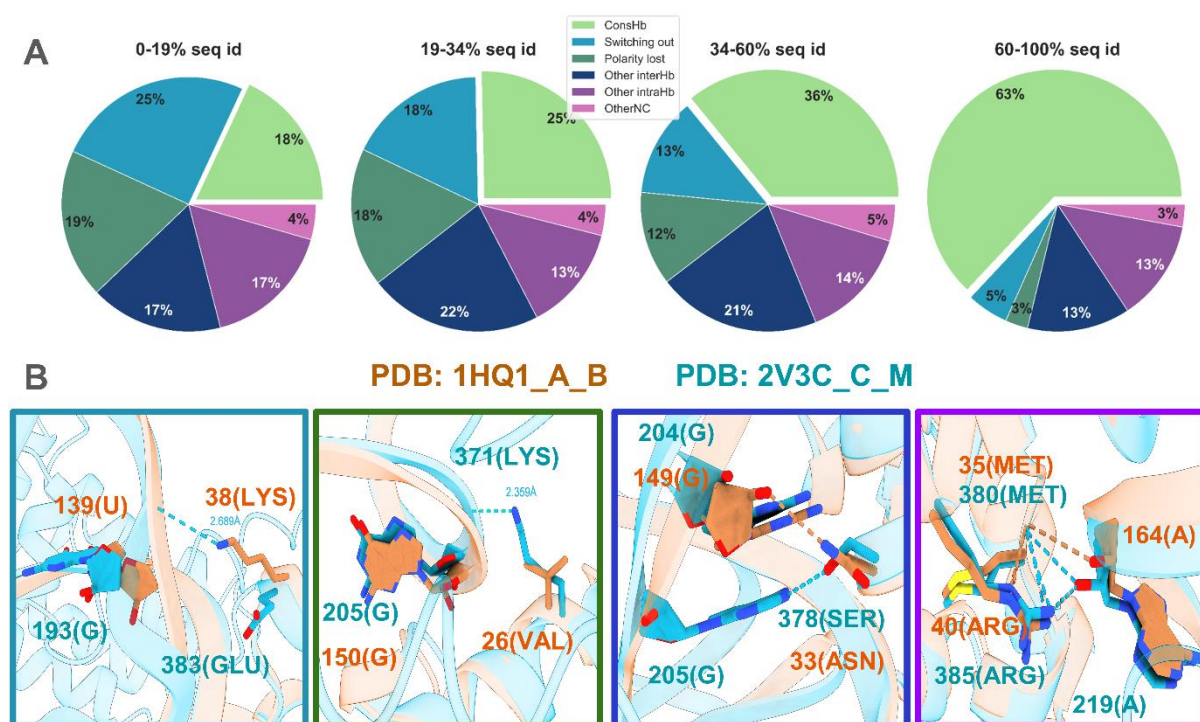 A
ConsHb
Switching out
Polarity lost
Other interHb
Other intraHb
OtherNC
0-19% seq id
25%
18%
19%
4%
17%
17%
19-34% seq id
18%
25%
18%
4%
13%
22%
34-60% seq id
36%
13%
12%
5%
14%
21%
60-100% seq id
63%
3%
13%
5%
3%
13%
B
PDB: 1HQ1_A_B PDB: 2V3C_C_M
139(U)
38(LYS)
2.689Å
193(G)
383(GLU)
371(LYS)
2.359Å
205(G)
150(G)
26(VAL)
204(G)
149(G)
378(SER)
33(ASN)
205(G)
35(MET)
380(MET)
164(A)
40(ARG)
385(ARG)
219(A)